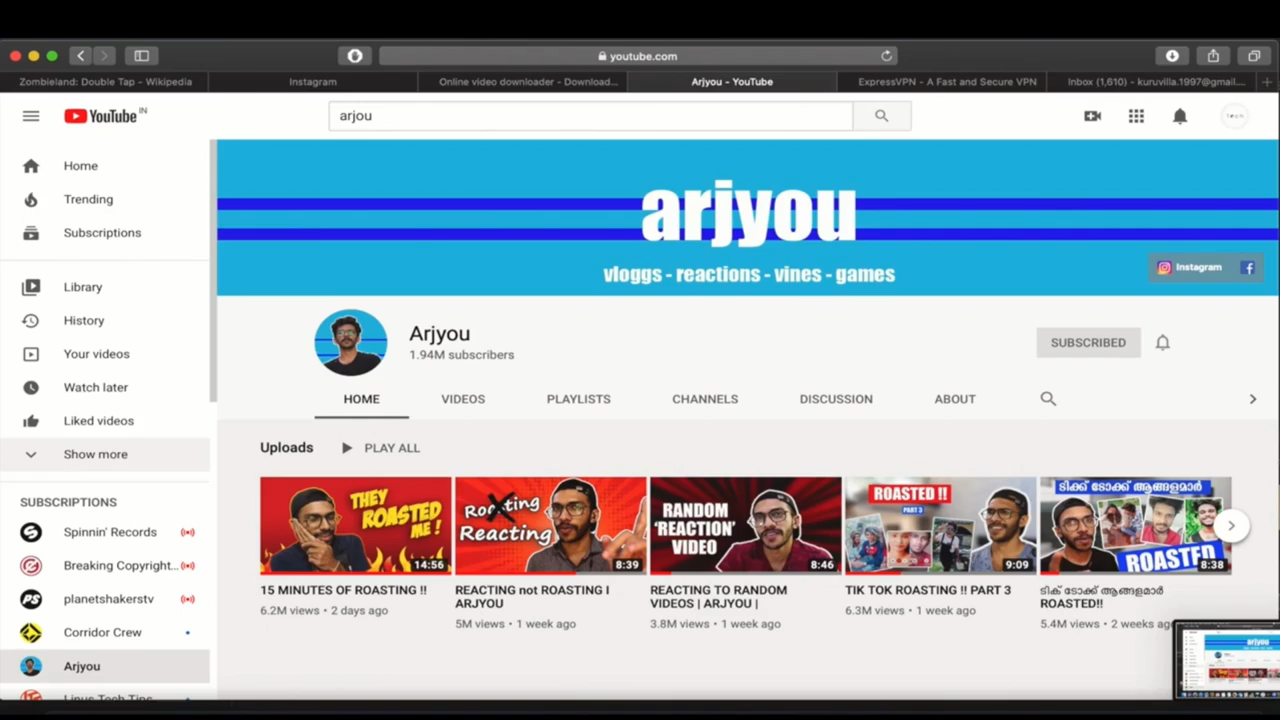 youtube.com
Zombieland: Double Tap - Wikipedia
Instagram
Online video downloader - Download...
Arjyou - YouTube
ExpressVPN - A Fast and Secure VPN
Inbox (1,610) - kuruvilla.1997@gmail....
YouTube IN
arjou
Home
Trending
Subscriptions
Library
History
Your videos
Watch later
Liked videos
Show more
SUBSCRIPTIONS
Spinnin' Records
Breaking Copyright...
planetshakerstv
Corridor Crew
Arjyou
Linus Tech Tips
arjyou
vloggs - reactions - vines - games
Instagram
Arjyou
1.94M subscribers
SUBSCRIBED
HOME VIDEOS PLAYLISTS CHANNELS DISCUSSION ABOUT
Uploads PLAY ALL
THEY
ROASTED
ME !
14:56
15 MINUTES OF ROASTING !!
6.2M views • 2 days ago
Roasting
Reacting
8:39
REACTING not ROASTING I
ARJYOU
5M views • 1 week ago
RANDOM
'REACTION'
VIDEO
8:46
REACTING TO RANDOM
VIDEOS | ARJYOU |
3.8M views • 1 week ago
ROASTED !!
PART 3
9:09
TIK TOK ROASTING !! PART 3
6.3M views • 1 week ago
ടിക്ക് ടോക്ക് ആങ്ങളമാർ
ROASTED
8:38
ടിക് ടോക്ക് ആങ്ങളമാർ
ROASTED!!
5.4M views • 2 weeks ago
arjyou